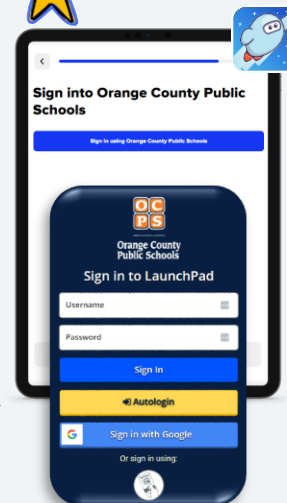 Sign into Orange County Public
Schools
Sign in using Orange County Public Schools
OC
PS
Orange County
Public Schools
Sign in to LaunchPad
Username
Password
Sign In
Autologin
G
Sign in with Google
Or sign in using: